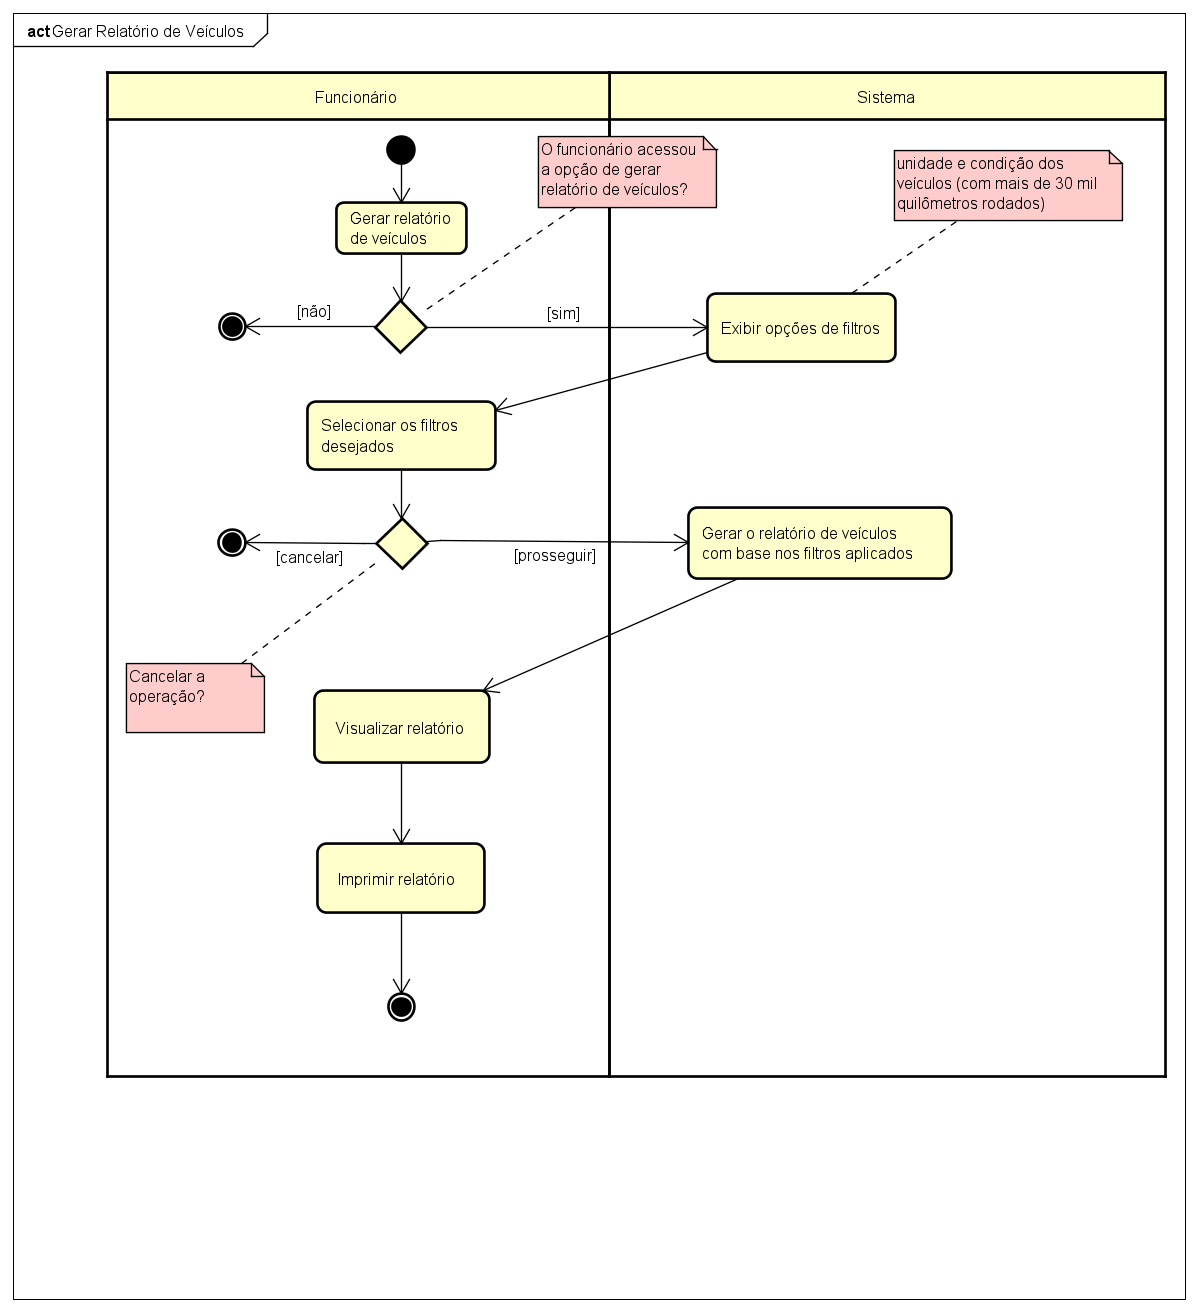 act Gerar Relatório de Veículos
Funcionário
Sistema
O funcionário acessou
a opção de gerar
relatório de veículos?
unidade e condição dos
veículos (com mais de 30 mil
quilômetros rodados)
Gerar relatório
de veículos
[não]
[sim]
Exibir opções de filtros
Selecionar os filtros
desejados
[cancelar]
[prosseguir]
Gerar o relatório de veículos
com base nos filtros aplicados
Cancelar a
operação?
Visualizar relatório
Imprimir relatório